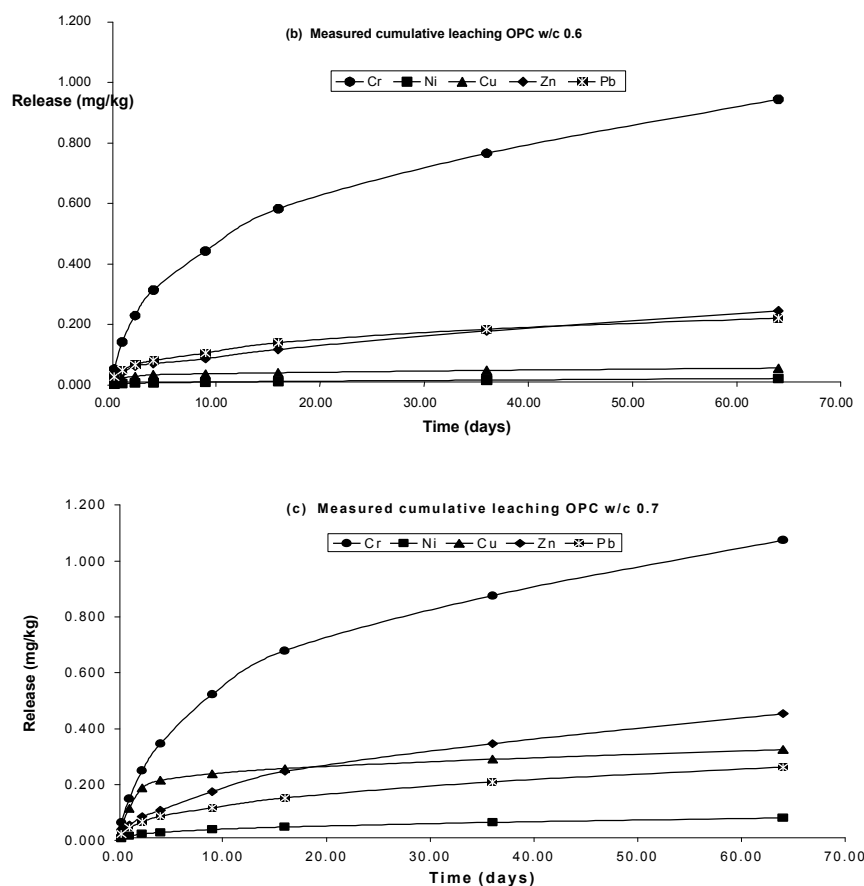 1.200
(b) Measured cumulative leaching OPC w/c 0.6
Cr Ni Cu Zn Pb
1.000
Release (mg/kg)
0.800
0.600
0.400
0.200
0.000
0.00 10.00 20.00 30.00 40.00 50.00 60.00 70.00
Time (days)
1.200
(c) Measured cumulative leaching OPC w/c 0.7
Cr Ni Cu Zn Pb
1.000
0.800
Release (mg/kg)
0.600
0.400
0.200
0.000
0.00 10.00 20.00 30.00 40.00 50.00 60.00 70.00
Time (days)